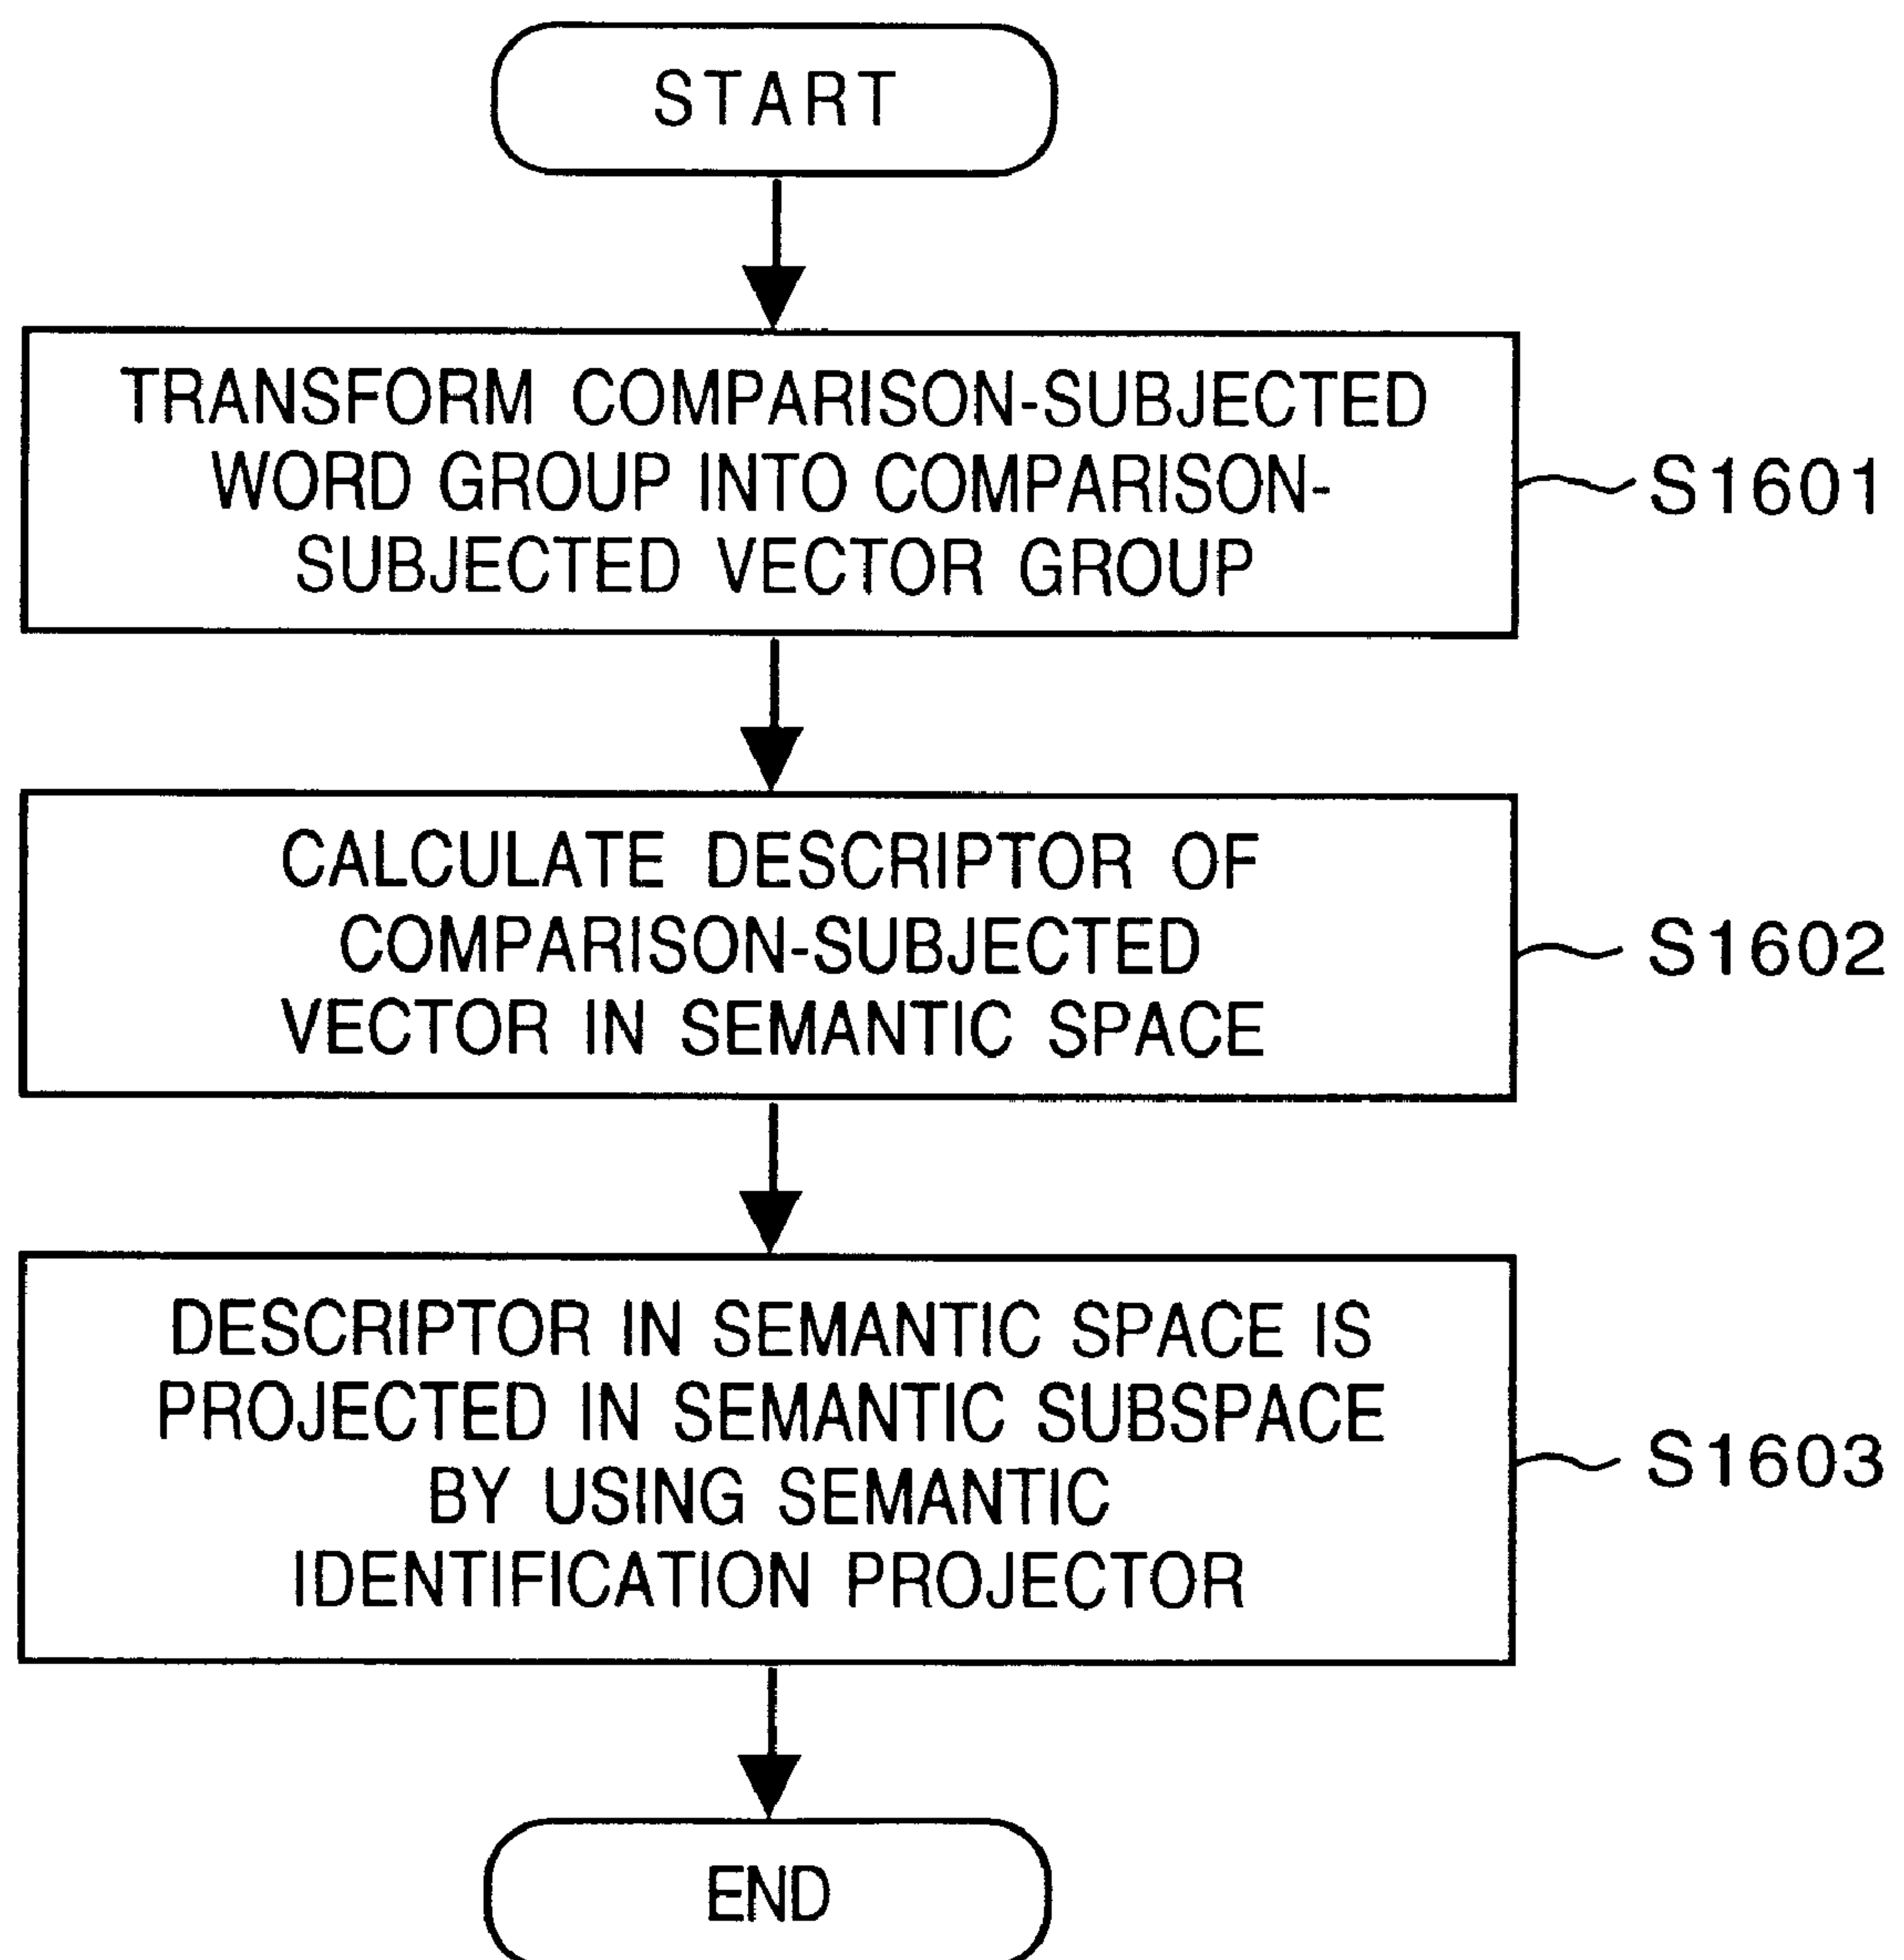 START
TRANSFORM COMPARISON-SUBJECTED
WORD GROUP INTO COMPARISON-
SUBJECTED VECTOR GROUP
S1601
CALCULATE DESCRIPTOR OF
COMPARISON-SUBJECTED
VECTOR IN SEMANTIC SPACE
S1602
DESCRIPTOR IN SEMANTIC SPACE IS
PROJECTED IN SEMANTIC SUBSPACE
BY USING SEMANTIC
IDENTIFICATION PROJECTOR
S1603
END